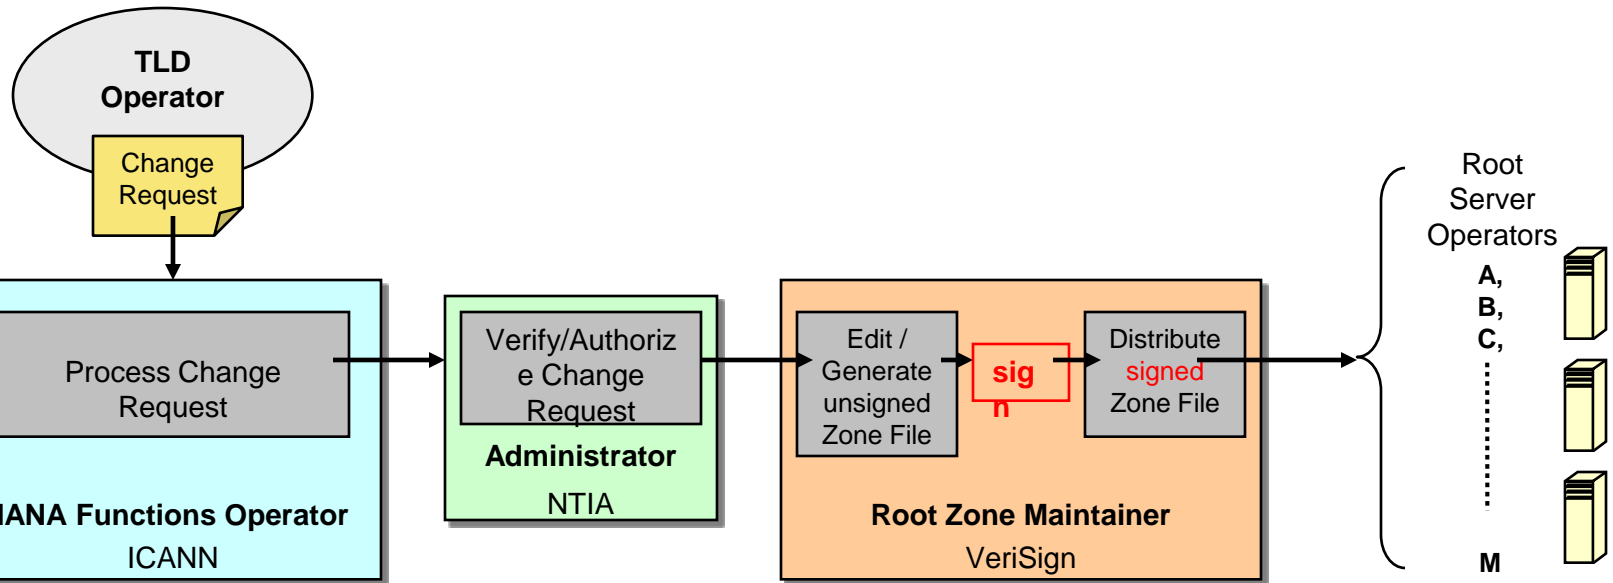 TLD
Operator
Change
Request
Process Change
Request
IANA Functions Operator
ICANN
Verify/Authoriz
e Change
Request
Administrator
NTIA
Edit /
Generate
unsigned
Zone File
sig
n
Distribute
signed
Zone File
Root Zone Maintainer
VeriSign
Root
Server
Operators
A,
B,
C,
M